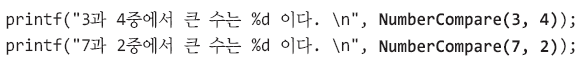 printf("3과 4중에서 큰 수는 %d 이다. \n", NumberCompare(3, 4));
printf("7과 2중에서 큰 수는 %d 이다. \n", NumberCompare(7, 2));